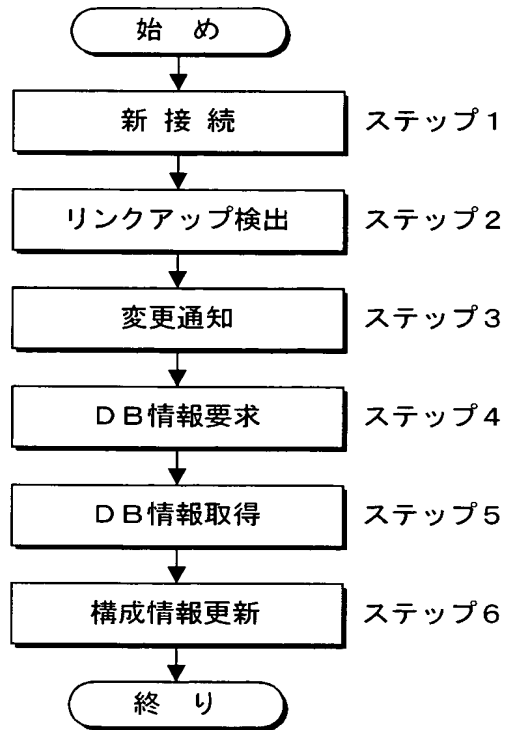 始 め
新 接 続 ステップ1
リンクアップ検出 ステップ2
変更通知 ステップ3
DB情報要求 ステップ4
DB情報取得 ステップ5
構成情報更新 ステップ6
終 り